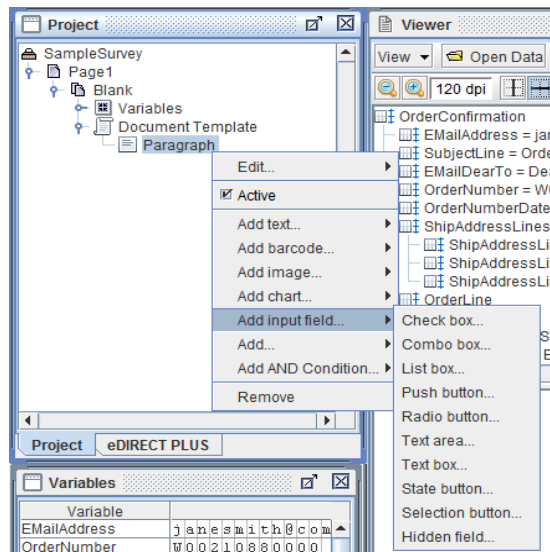 Project
SampleSurvey
Page1
Blank
Variables
Document Template
Paragraph
Edit...
Active
Add text...
Add barcode...
Add image...
Add chart...
Add input field...
Add...
Add AND Condition...
Remove
Check box...
Combo box...
List box...
Push button...
Radio button...
Text area...
Text box...
State button...
Selection button...
Hidden field...
Project eDIRECT PLUS
Viewer
View Open Data
120 dpi
OrderConfirmation
EMailAddress = jan
SubjectLine = Orde
EMailDearTo = Dea
OrderNumber = W0
OrderNumberDate
ShipAddressLines
ShipAddressLi
ShipAddressLi
ShipAddressLi
OrderLine
Variables
Variable
EMailAddress janesmith@com
OrderNumber W00210880000